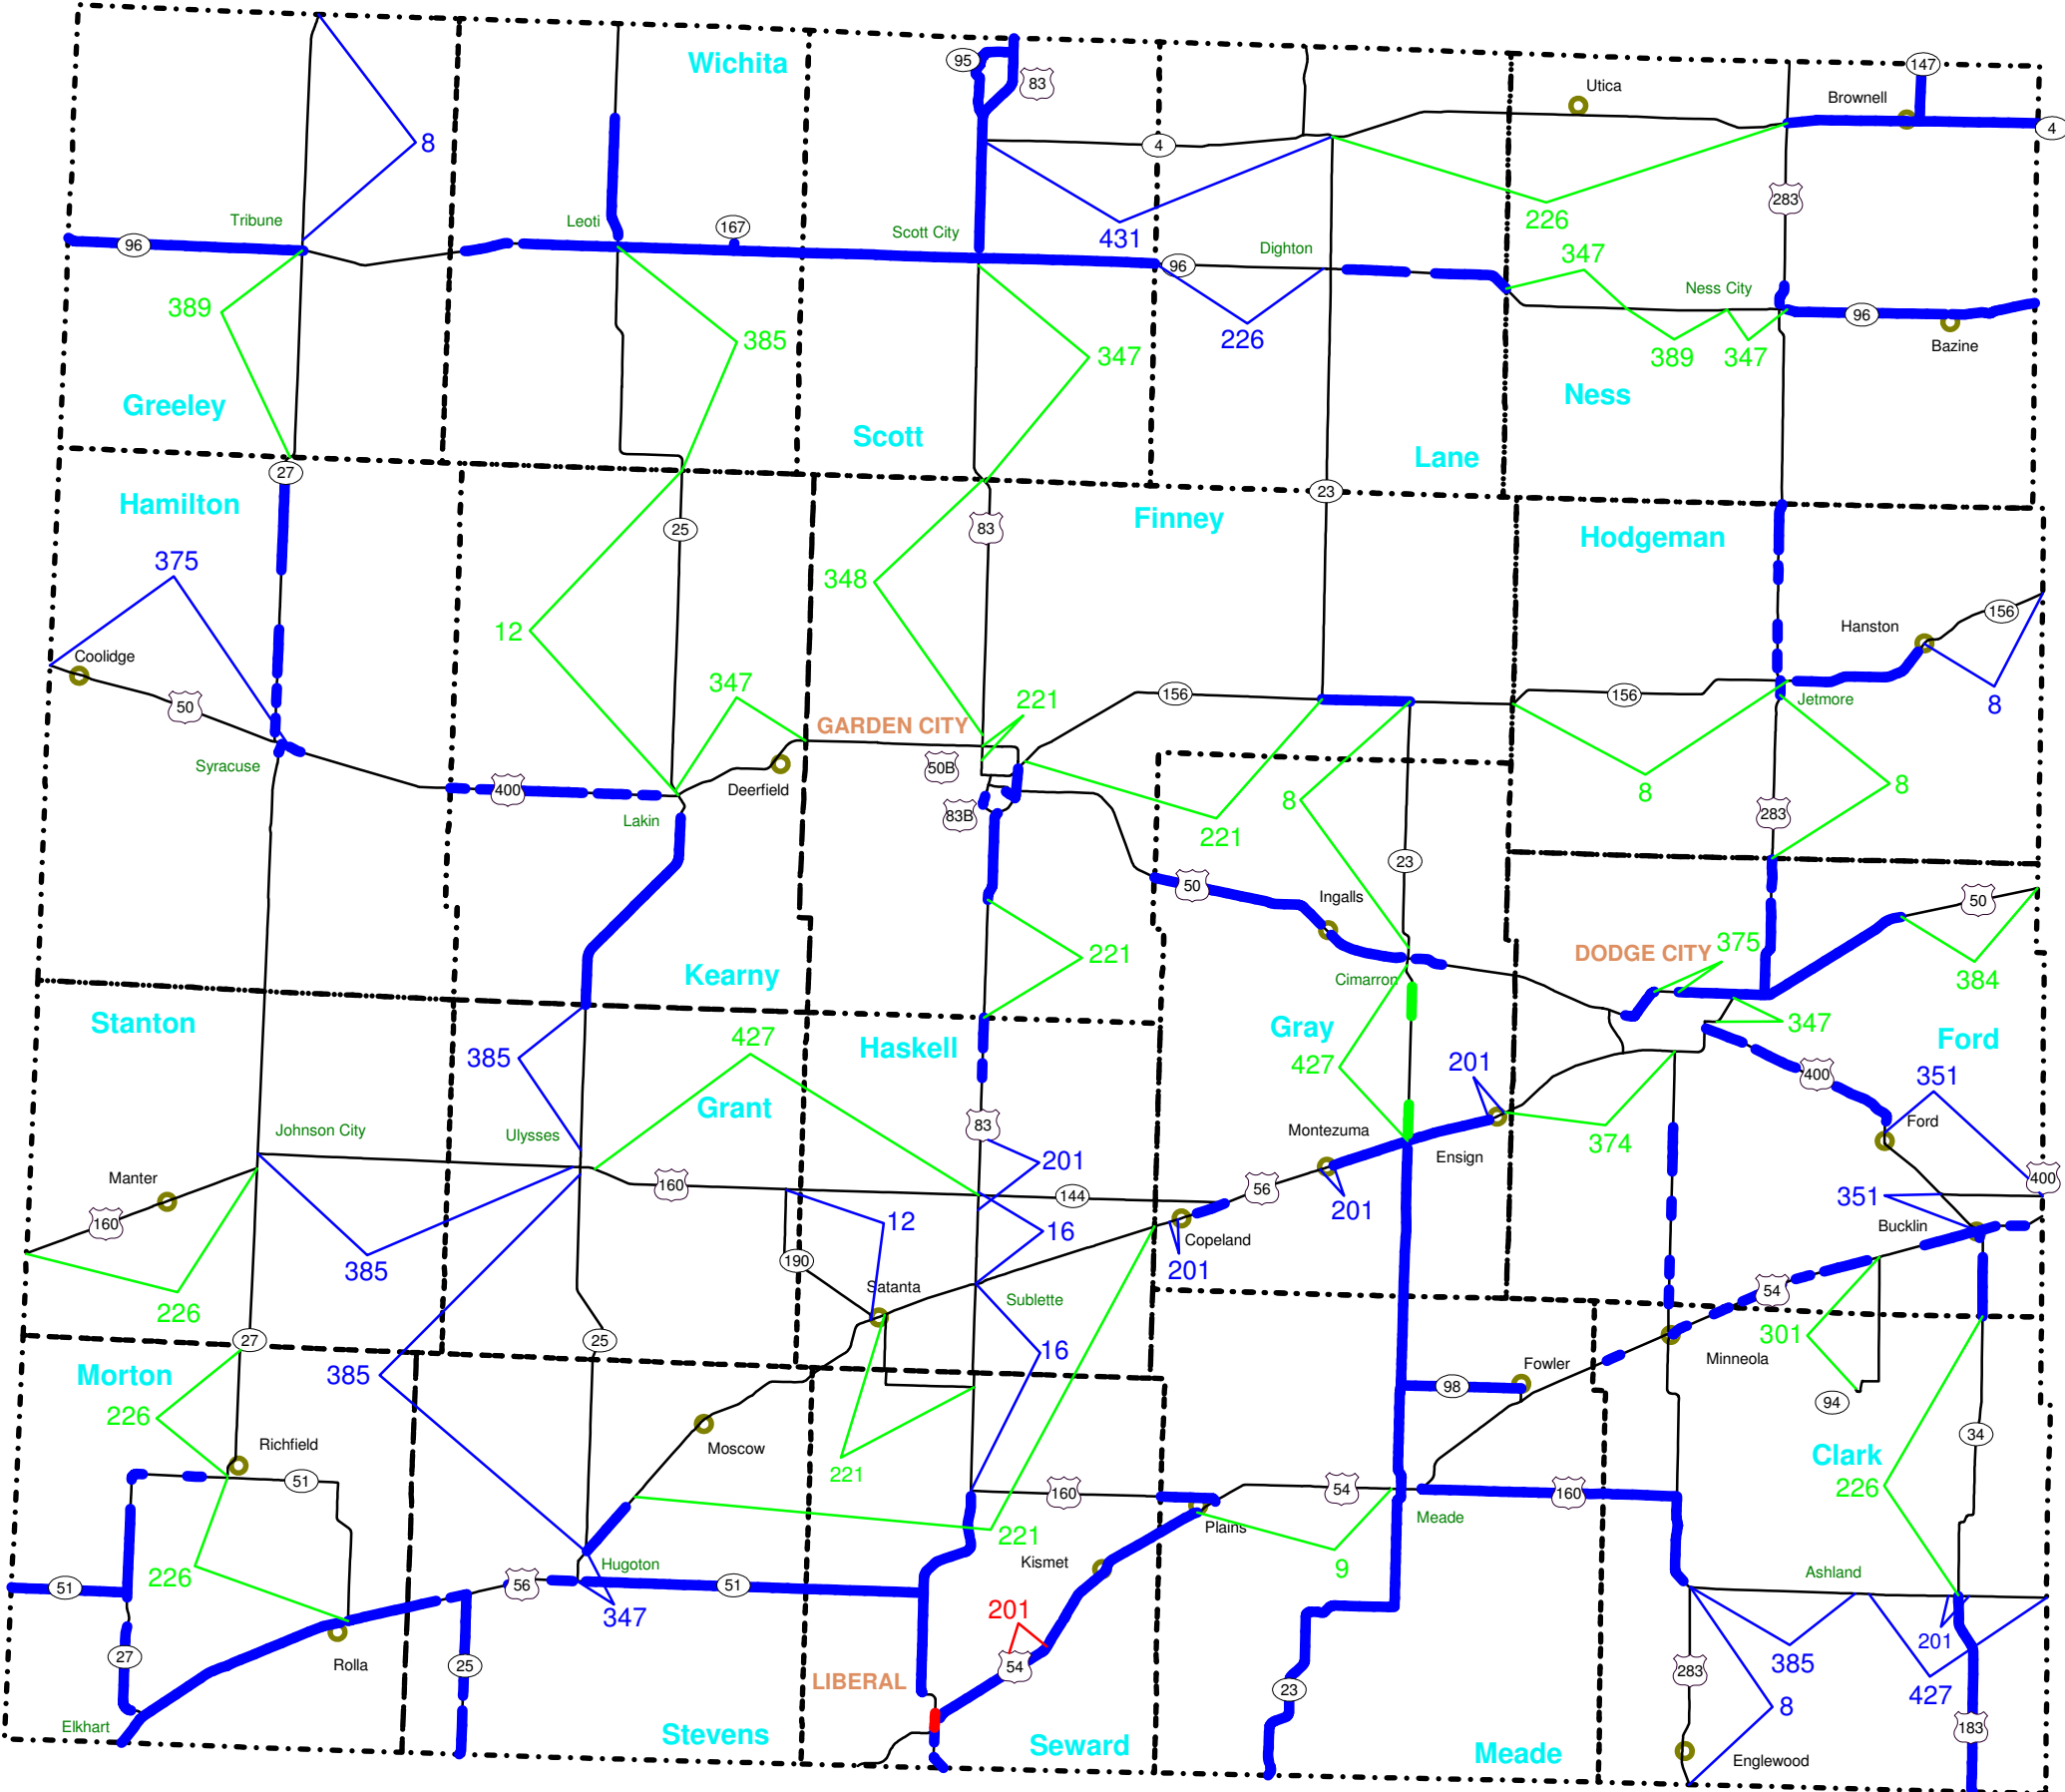 Wichita
95
83
Utica
147
Brownell
4
4
8
283
Tribune
Leoti
167
Scott City
431
226
96
96
Dighton
347
Ness City
389
385
347
226
389
347
96
Bazine
Greeley
Scott
Lane
Ness
27
Hamilton
25
83
Finney
23
Hodgeman
375
348
12
156
Hanston
Coolidge
50
347
GARDEN CITY
221
156
156
Jetmore
8
Syracuse
400
Deerfield
50B
83B
Lakin
221
8
8
8
283
23
50
Ingalls
50
221
DODGE CITY
375
384
Kearny
Cimarron
Stanton
427
Haskell
Gray
347
Ford
385
427
201
400
351
Grant
83
Johnson City
Ulysses
Montezuma
Ensign
374
Ford
Manter
160
201
144
56
201
351
400
160
12
16
Copeland
Bucklin
385
190
201
226
Satanta
Sublette
54
27
25
16
301
Minneola
Morton
385
Fowler
98
94
226
Richfield
Moscow
34
51
221
Clark
160
54
160
226
Plains
Meade
221
226
Hugoton
Kismet
9
Ashland
51
56
51
347
201
201
27
Rolla
25
LIBERAL
54
23
283
385
427
8
Elkhart
Stevens
Seward
Meade
Englewood
183